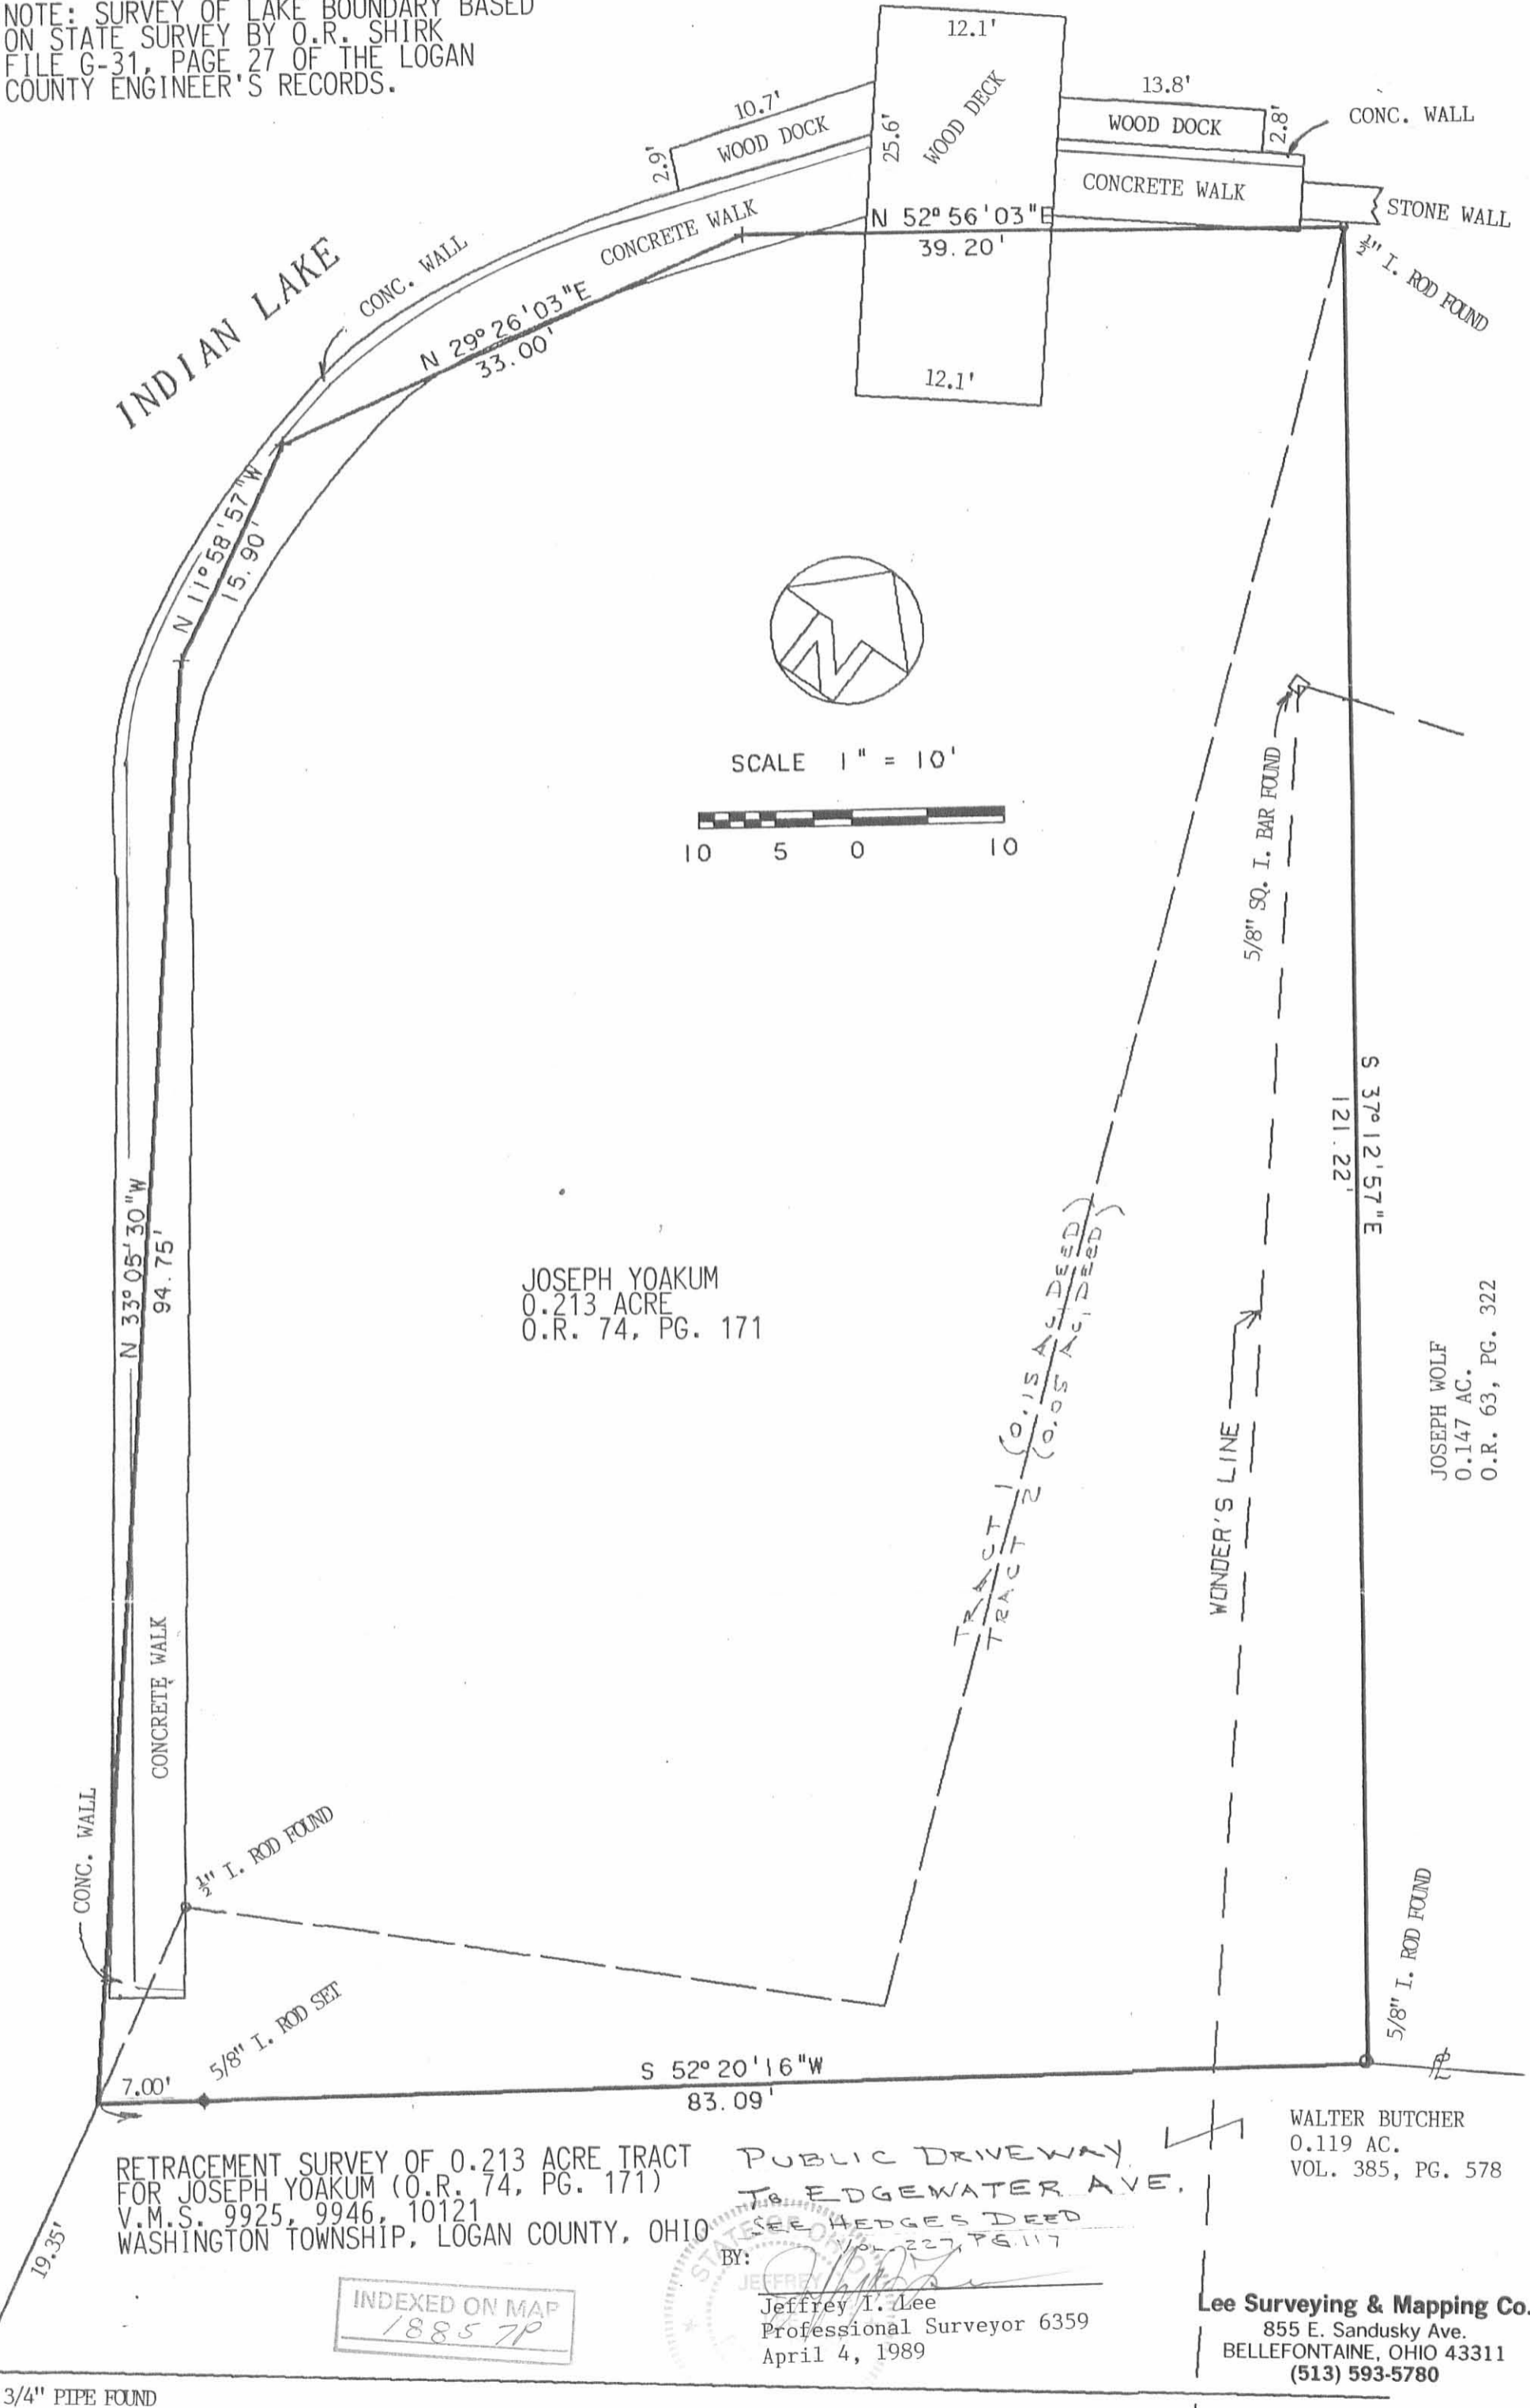 NOTE: SURVEY OF LAKE BOUNDARY BASED
ON STATE SURVEY BY O.R. SHIRK
FILE G-31, PAGE 27 OF THE LOGAN
COUNTY ENGINEER'S RECORDS.
12.1'
WOOD DECK
25.6'
10.7'
WOOD DOCK
2.9'
13.8'
WOOD DOCK
2.8'
CONC. WALL
CONCRETE WALK
STONE WALL
N 52° 56'03"E
39.20'
½" I. ROD FOUND
CONCRETE WALK
CONC. WALL
INDIAN LAKE
N 29° 26'03"E
33.00'
12.1'
N 11° 58'57"W
15.90'
N
SCALE 1" = 10'
10 5 0 10
5/8" SQ. I. BAR FOUND
S 37° 12'57"E
121.22'
N 33° 05'30"W
94.75'
JOSEPH YOAKUM
0.213 ACRE
O.R. 74, PG. 171
TRACT 1 (0.15 AC, DEED)
TRACT 2 (0.05 AC, DEED)
WONDER'S LINE
JOSEPH WOLF
0.147 AC.
O.R. 63, PG. 322
CONCRETE WALK
CONC. WALL
½" I. ROD FOUND
5/8" I. ROD SET
5/8" I. ROD FOUND
7.00'
S 52° 20'16"W
83.09'
PL
WALTER BUTCHER
0.119 AC.
VOL. 385, PG. 578
RETRACEMENT SURVEY OF 0.213 ACRE TRACT
FOR JOSEPH YOAKUM (O.R. 74, PG. 171)
V.M.S. 9925, 9946, 10121
WASHINGTON TOWNSHIP, LOGAN COUNTY, OHIO
PUBLIC DRIVEWAY
TO EDGEWATER AVE.
SEE HEDGES DEED
VOL. 227, PG. 117
STATE OF OHIO
JEFFREY
BY:
Jeffrey I. Lee
Professional Surveyor 6359
April 4, 1989
19.35'
INDEXED ON MAP
18857P
Lee Surveying & Mapping Co.
855 E. Sandusky Ave.
BELLEFONTAINE, OHIO 43311
(513) 593-5780
3/4" PIPE FOUND